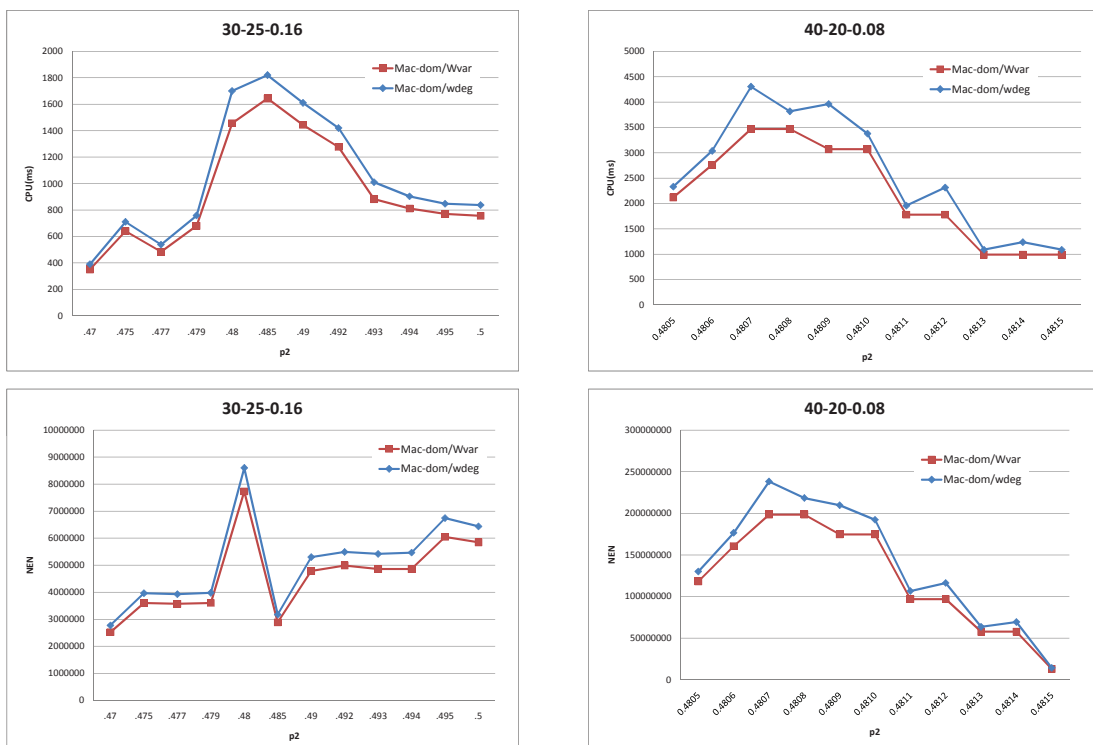 30-25-0.16
2000
1800
1600
1400
1200
1000
800
600
400
200
0
CPU(ms)
Mac-dom/Wvar
Mac-dom/wdeg
.47 .475 .477 .479 .48 .485 .49 .492 .493 .494 .495 .5
p2
40-20-0.08
5000
4500
4000
3500
3000
2500
2000
1500
1000
500
0
CPU(ms)
Mac-dom/Wvar
Mac-dom/wdeg
0.4805 0.4806 0.4807 0.4808 0.4809 0.4810 0.4811 0.4812 0.4813 0.4814 0.4815
p2
30-25-0.16
10000000
9000000
8000000
7000000
6000000
5000000
4000000
3000000
2000000
1000000
0
NEN
Mac-dom/Wvar
Mac-dom/wdeg
.47 .475 .477 .479 .48 .485 .49 .492 .493 .494 .495 .5
p2
40-20-0.08
300000000
250000000
200000000
150000000
100000000
50000000
0
NEN
Mac-dom/Wvar
Mac-dom/wdeg
0.4805 0.4806 0.4807 0.4808 0.4809 0.4810 0.4811 0.4812 0.4813 0.4814 0.4815
p2